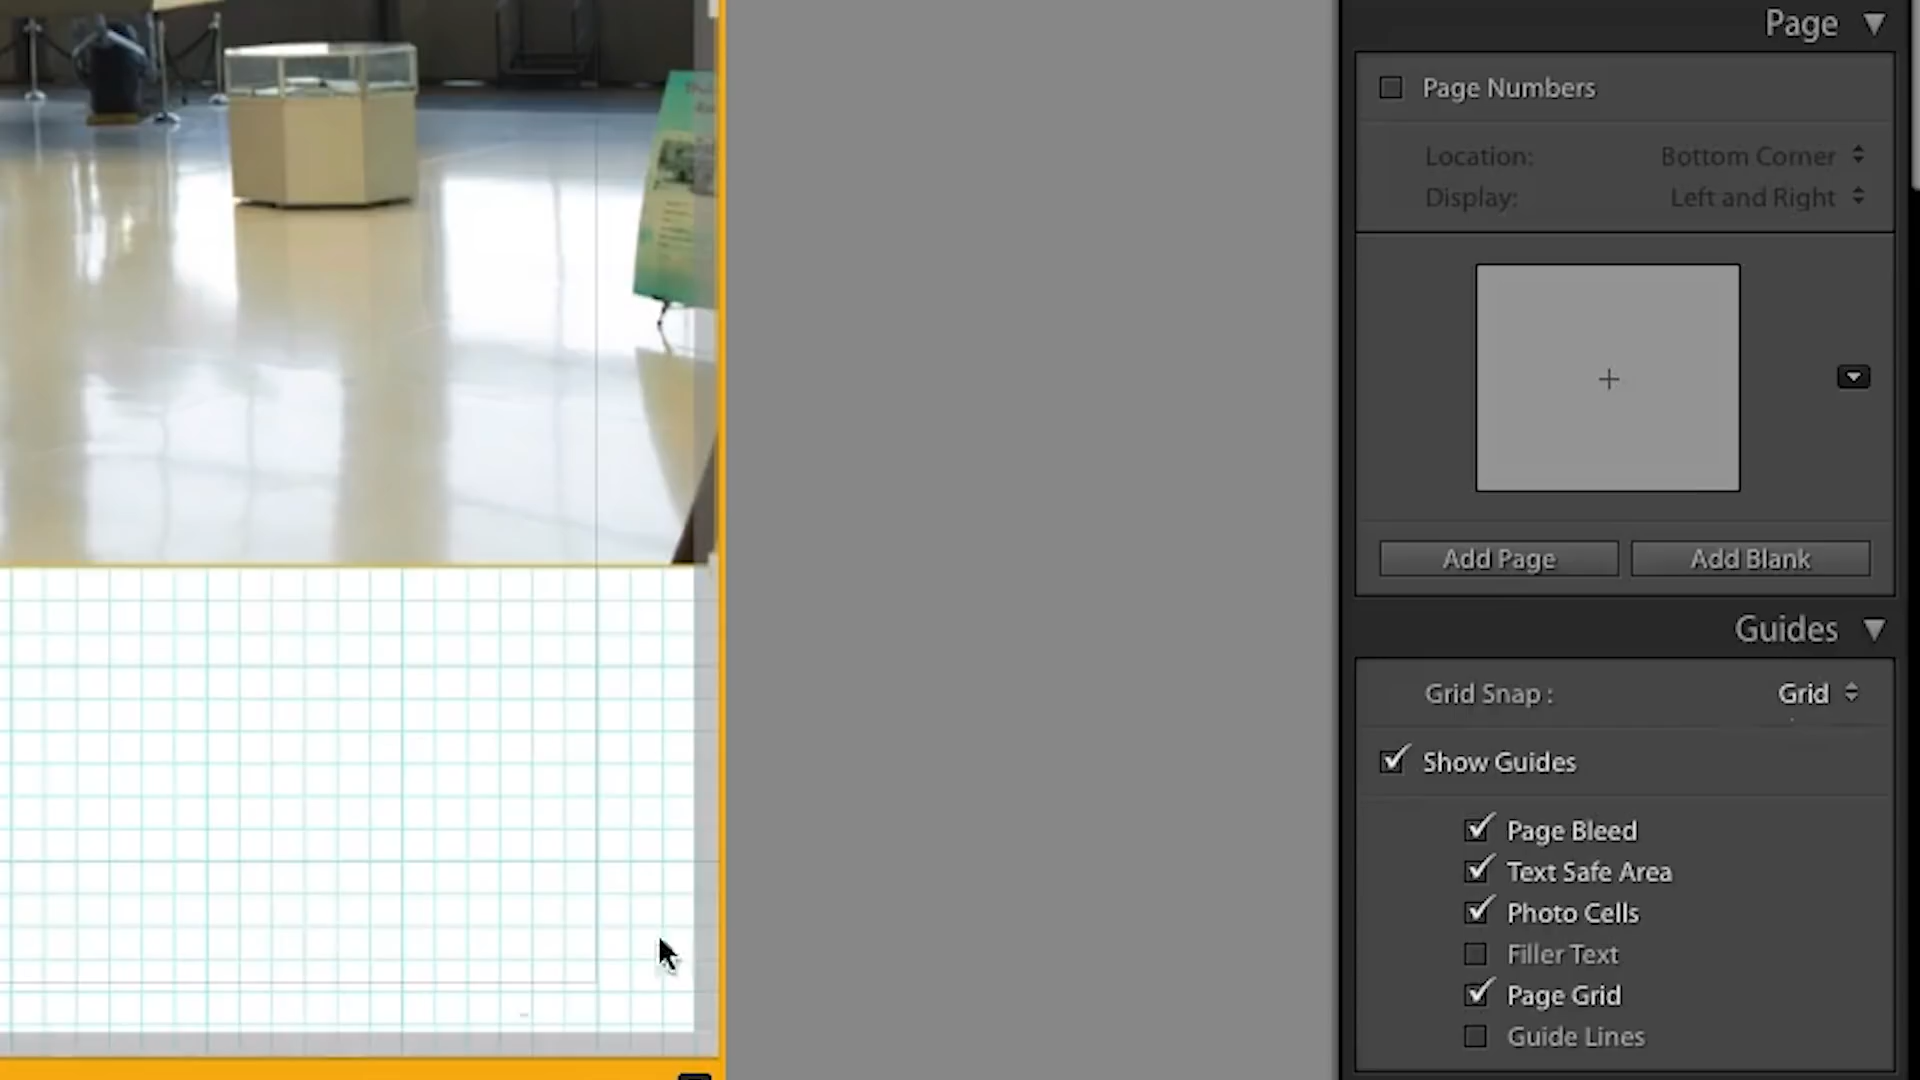 Page
Page Numbers
Location: Bottom Corner
Display: Left and Right
Add Page Add Blank
Guides
Grid Snap : Grid
Show Guides
Page Bleed
Text Safe Area
Photo Cells
Filler Text
Page Grid
Guide Lines